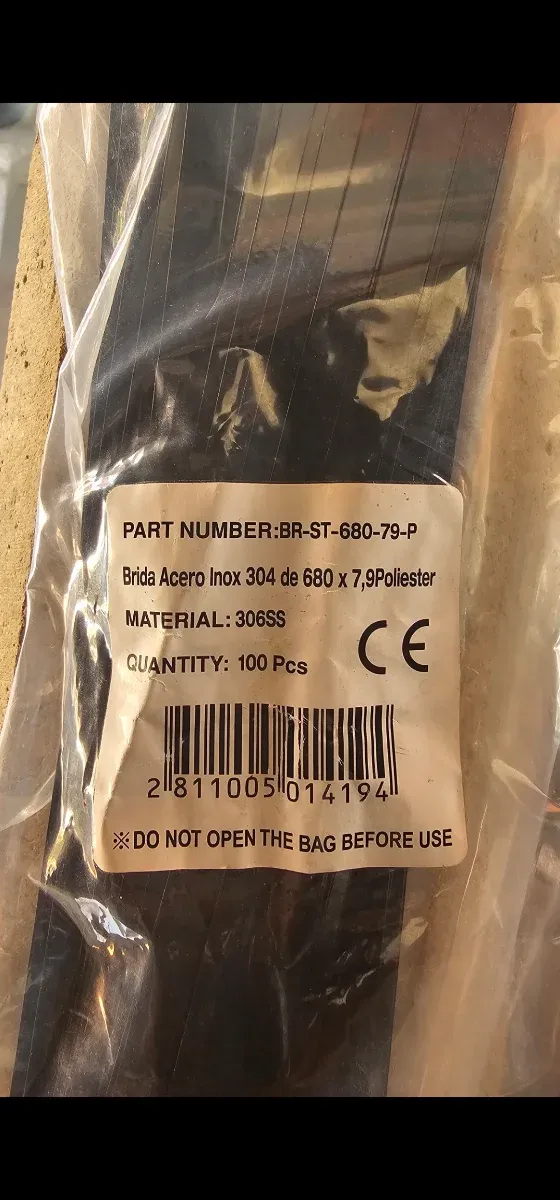 PART NUMBER:BR-ST-680-79-P
Brida Acero Inox 304 de 680 x 7,9Poliester
MATERIAL: 306SS
QUANTITY: 100 Pcs
CE
2 811005 014194
※DO NOT OPEN THE BAG BEFORE USE